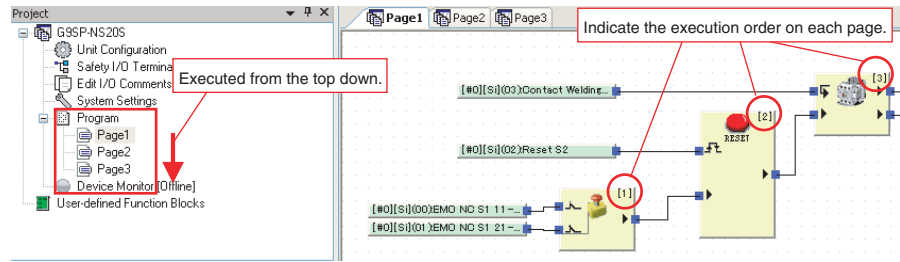 Project
G9SP-NS20S
Unit Configuration
Safety I/O Termina
Edit I/O Comments
System Settings
Program
Page1
Page2
Page3
Device Monitor [Offline]
User-defined Function Blocks
Executed from the top down.
Page1 Page2 Page3
Indicate the execution order on each page.
[#0][Si](03):Contact Welding...
[3]
[2]
RESET
[#0][Si](02):Reset S2
[1]
[#0][Si](00):EMO NC S1 11-...
[#0][Si](01):EMO NC S1 21-...